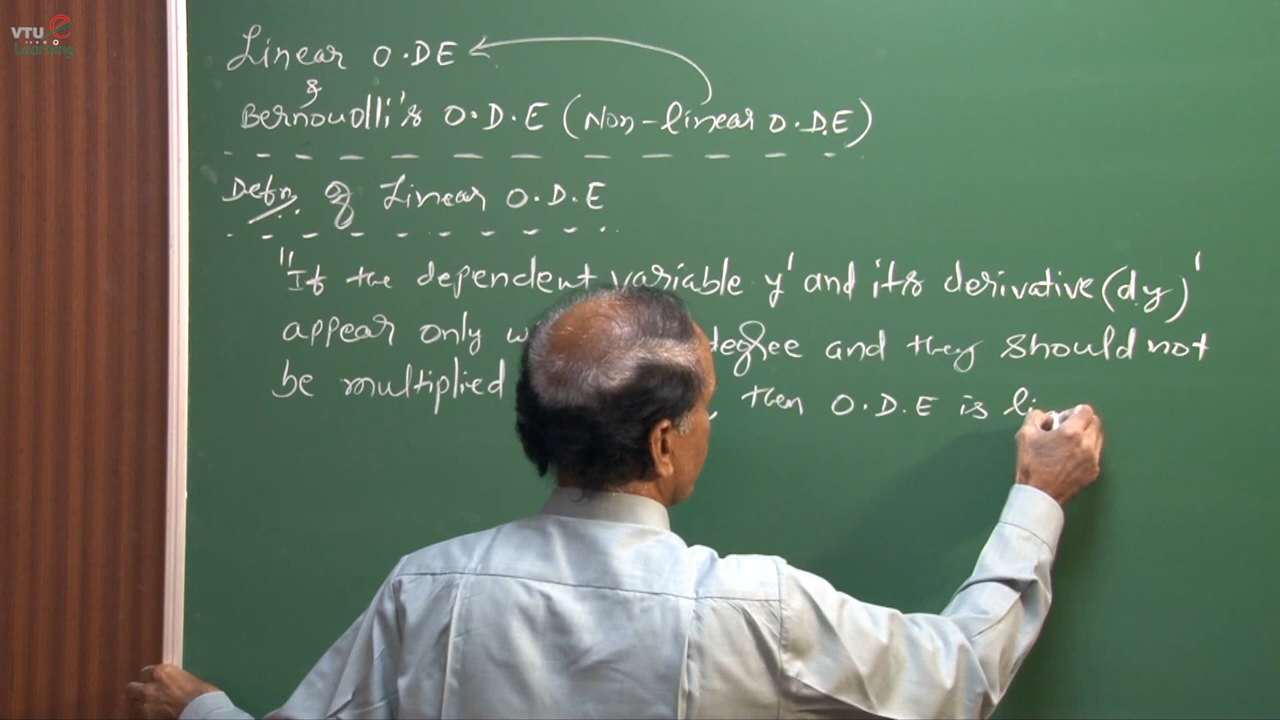 VTU e
Learning
Linear O.DE
&
Bernoulli's O.D.E (Non-linear O.D.E)
Defn. of Linear O.D.E
"If the dependent variable y' and its derivative (dy)'
appear only degree and they should not
be multiplied , then O.D.E is li